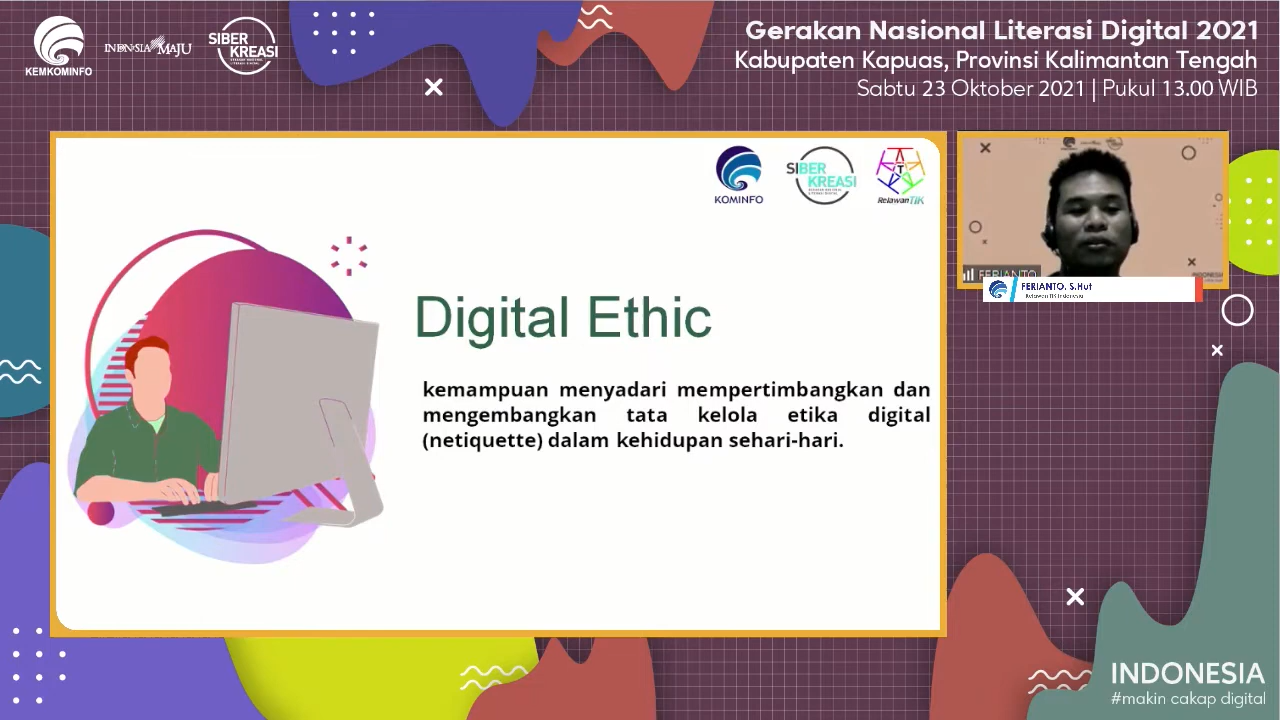 KEMKOMINFO
INDONESIA MAJU
SIBER
KREASI
Gerakan Nasional Literasi Digital 2021
Kabupaten Kapuas, Provinsi Kalimantan Tengah
Sabtu 23 Oktober 2021 | Pukul 13.00 WIB
KOMINFO
SIBER
KREASI
RelawanTIK
Digital Ethic
kemampuan menyadari mempertimbangkan dan
mengembangkan tata kelola etika digital
(netiquette) dalam kehidupan sehari-hari.
FERIANTO
FERIANTO, S.Hut
Relawan TIK Indonesia
INDONESIA
#makin cakap digital